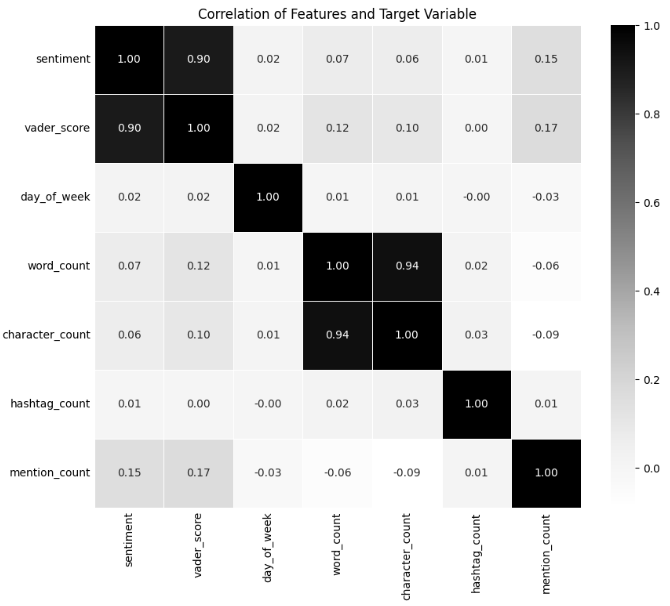 Correlation of Features and Target Variable
sentiment 1.00 0.90 0.02 0.07 0.06 0.01 0.15
vader_score 0.90 1.00 0.02 0.12 0.10 0.00 0.17
day_of_week 0.02 0.02 1.00 0.01 0.01 -0.00 -0.03
word_count 0.07 0.12 0.01 1.00 0.94 0.02 -0.06
character_count 0.06 0.10 0.01 0.94 1.00 0.03 -0.09
hashtag_count 0.01 0.00 -0.00 0.02 0.03 1.00 0.01
mention_count 0.15 0.17 -0.03 -0.06 -0.09 0.01 1.00
sentiment
vader_score
day_of_week
word_count
character_count
hashtag_count
mention_count
1.0
0.8
0.6
0.4
0.2
0.0